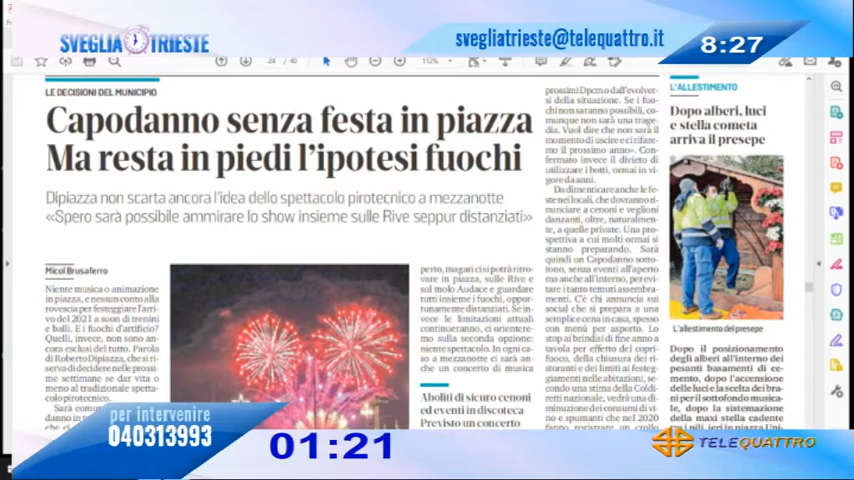 SVEGLIA TRIESTE
svegliatrieste@telequattro.it
8:27
24 / 40
112%
LE DECISIONI DEL MUNICIPIO
Capodanno senza festa in piazza
Ma resta in piedi l'ipotesi fuochi
Dipiazza non scarta ancora l'idea dello spettacolo pirotecnico a mezzanotte
«Spero sarà possibile ammirare lo show insieme sulle Rive seppur distanziati»
Micol Brusaferro
Niente musica o animazione
in piazza, e nessun conto alla
rovescia per festeggiare l'arri-
vo del 2021 a suon di trenini
e balli. E i fuochi d'artificio?
Quelli, invece, non sono an-
cora esclusi del tutto. Parola
di Roberto Dipiazza, che si ri-
serva di decidere nelle prossi-
me settimane se dar vita o
meno al tradizionale spetta-
colo pirotecnico.
perto, magari ci si potrà ritro-
vare in piazza, sulle Rive e
sul molo Audace e guardare
tutti insieme i fuochi, oppor-
tunamente distanziati. Se in-
vece le limitazioni attuali
continueranno, ci orientere-
mo sulla seconda opzione:
niente spettacolo. In ogni ca-
so a mezzanotte ci sarà an-
che un concerto di musica
Aboliti di sicuro cenoni
ed eventi in discoteca
Previsto un concerto
prossimi Dpcm o dall'evolver-
si della situazione. Se i fuo-
chi non saranno possibili, co-
munque non sarà una trage-
dia. Vuol dire che non sarà il
momento di uscire e ci rifare-
mo il prossimo anno». Con-
fermato invece il divieto di
utilizzare i botti, ormai in vi-
gore da anni.
Da dimenticare anche le fe-
ste nei locali, che dovranno ri-
nunciare a cenoni e veglioni
danzanti, oltre, naturalmen-
te, a quelle private. Una pro-
spettiva a cui molti ormai si
stanno preparando. Sarà
quindi un Capodanno sotto-
tono, senza eventi all'aperto
ma anche all'interno, per evi-
tare i tanto temuti assembra-
menti. C'è chi annuncia sui
social che si prepara a una
semplice cena in casa, spesso
con menù per asporto. Lo
stop ai brindisi di fine anno a
tavola per effetto del copri-
fuoco, della chiusura dei ri-
storanti e dei limiti ai festeg-
giamenti nelle abitazioni, se-
condo una stima della Coldi-
retti nazionale, vedrà una di-
minuzione dei consumi di vi-
no e spumanti che nel 2020
L'ALLESTIMENTO
Dopo alberi, luci
e stella cometa
arriva il presepe
L'allestimento del presepe
Dopo il posizionamento
degli alberi all'interno dei
pesanti basamenti di ce-
mento, dopo l'accensione
delle luci e la scelta dei bra-
ni per il sottofondo musica-
le, dopo la sistemazione
della maxi stella cadente
per intervenire
040313993
01:21
TELEQUATTRO